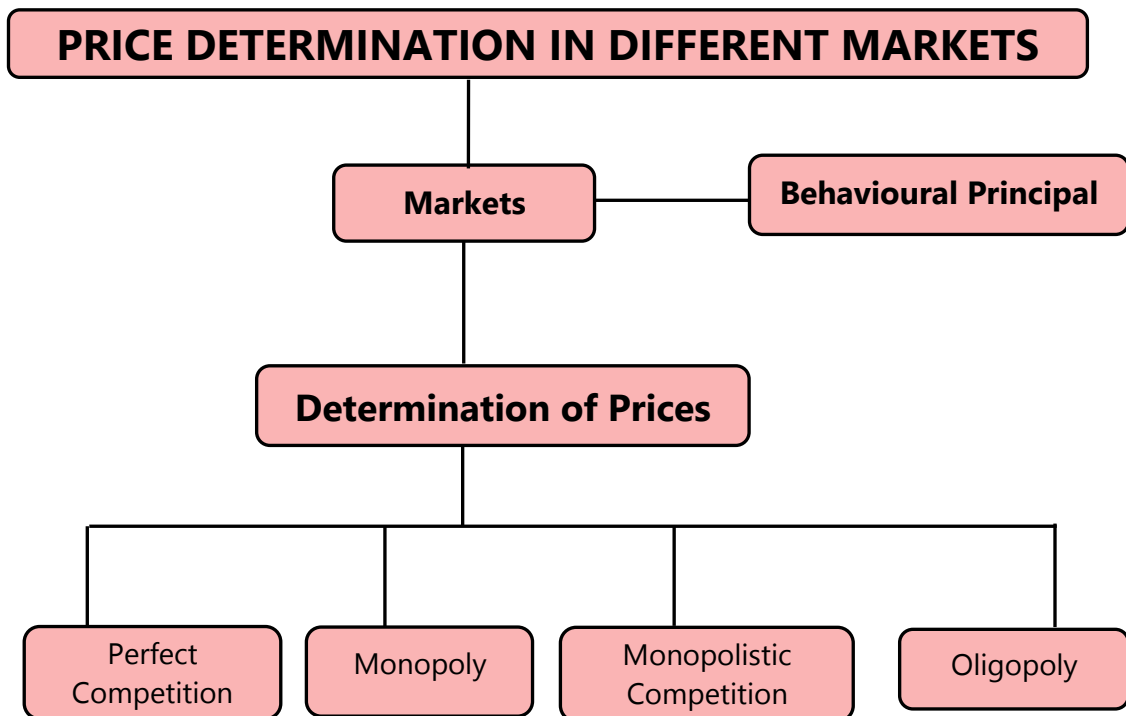 PRICE DETERMINATION IN DIFFERENT MARKETS
Markets
Behavioural Principal
Determination of Prices
Perfect
Competition
Monopoly
Monopolistic
Competition
Oligopoly